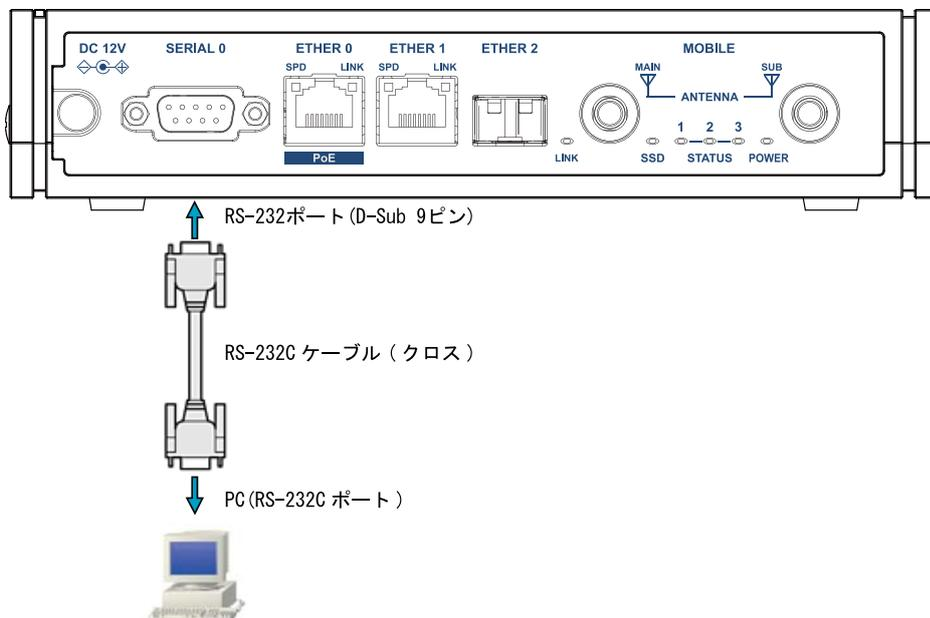 DC 12V
SERIAL 0
ETHER 0
ETHER 1
ETHER 2
MOBILE
SPD LINK
SPD LINK
MAIN
SUB
ANTENNA
1 2 3
PoE
LINK
SSD
STATUS
POWER
RS-232ポート(D-Sub 9ピン)
RS-232C ケーブル ( クロス )
PC(RS-232C ポート )